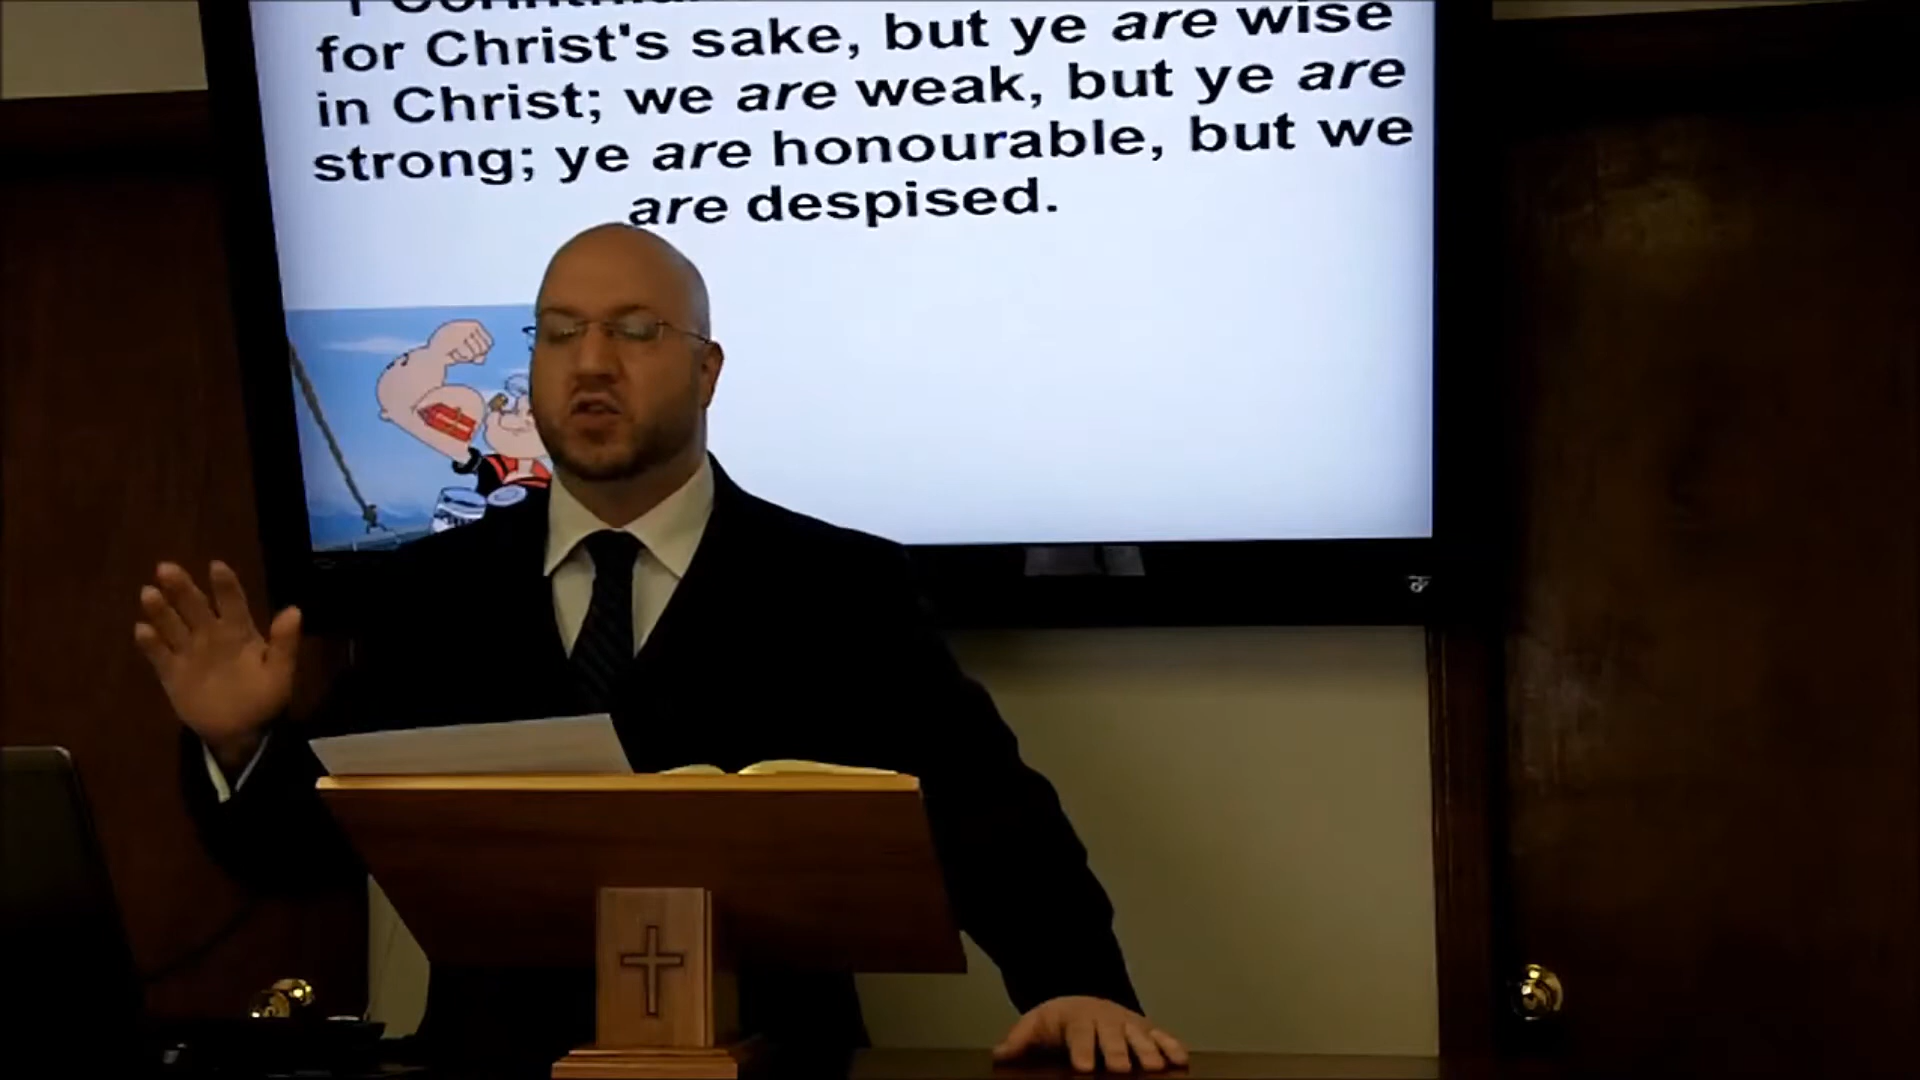 for Christ's sake, but ye are wise
in Christ; we are weak, but ye are
strong; ye are honourable, but we
are despised.